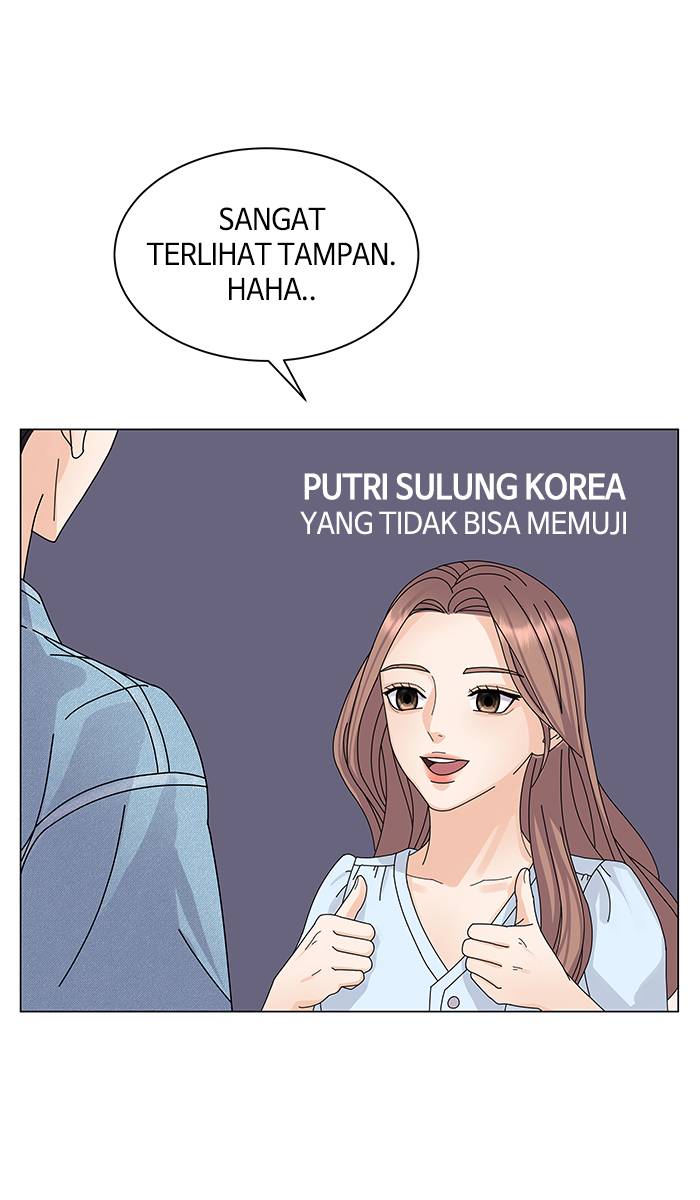 SANGAT
TERLIHAT TAMPAN.
HAHA..
PUTRI SULUNG KOREA
YANG TIDAK BISA MEMUJI